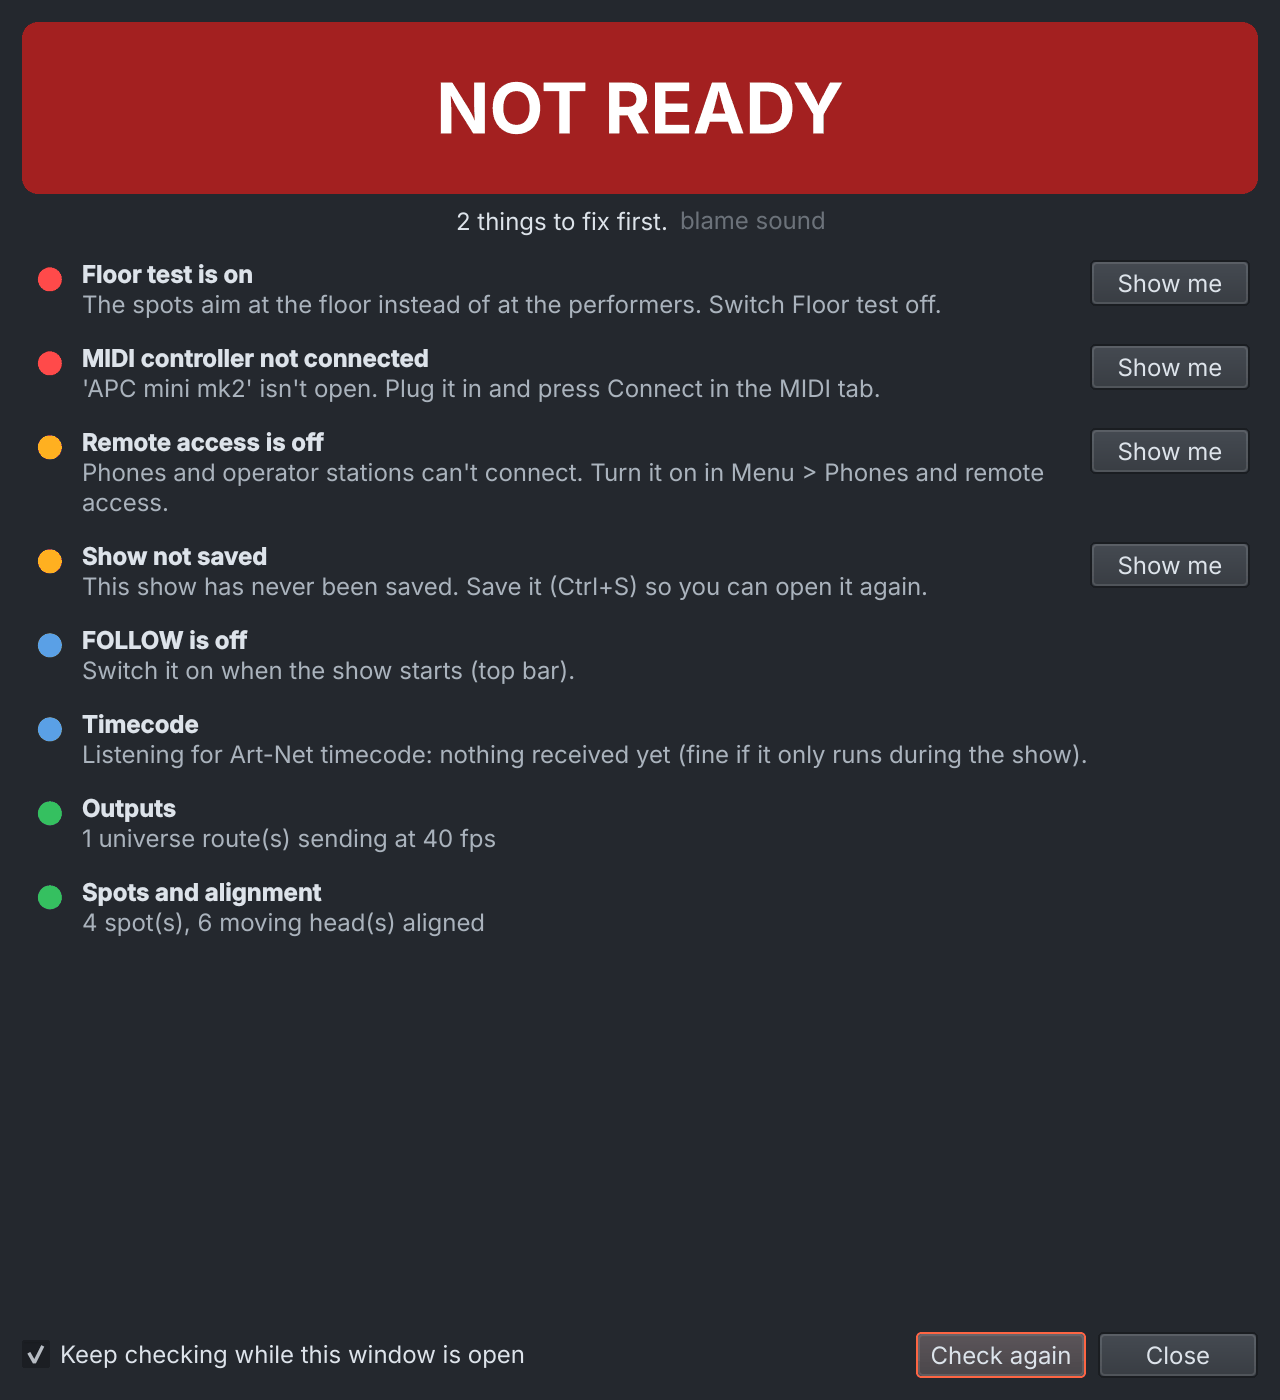 NOT READY
2 things to fix first. blame sound
Floor test is on
Show me
The spots aim at the floor instead of at the performers. Switch Floor test off.
MIDI controller not connected
Show me
'APC mini mk2' isn't open. Plug it in and press Connect in the MIDI tab.
Remote access is off
Show me
Phones and operator stations can't connect. Turn it on in Menu > Phones and remote
access.
Show not saved
Show me
This show has never been saved. Save it (Ctrl+S) so you can open it again.
FOLLOW is off
Switch it on when the show starts (top bar).
Timecode
Listening for Art-Net timecode: nothing received yet (fine if it only runs during the show).
Outputs
1 universe route(s) sending at 40 fps
Spots and alignment
4 spot(s), 6 moving head(s) aligned
Keep checking while this window is open
Check again
Close